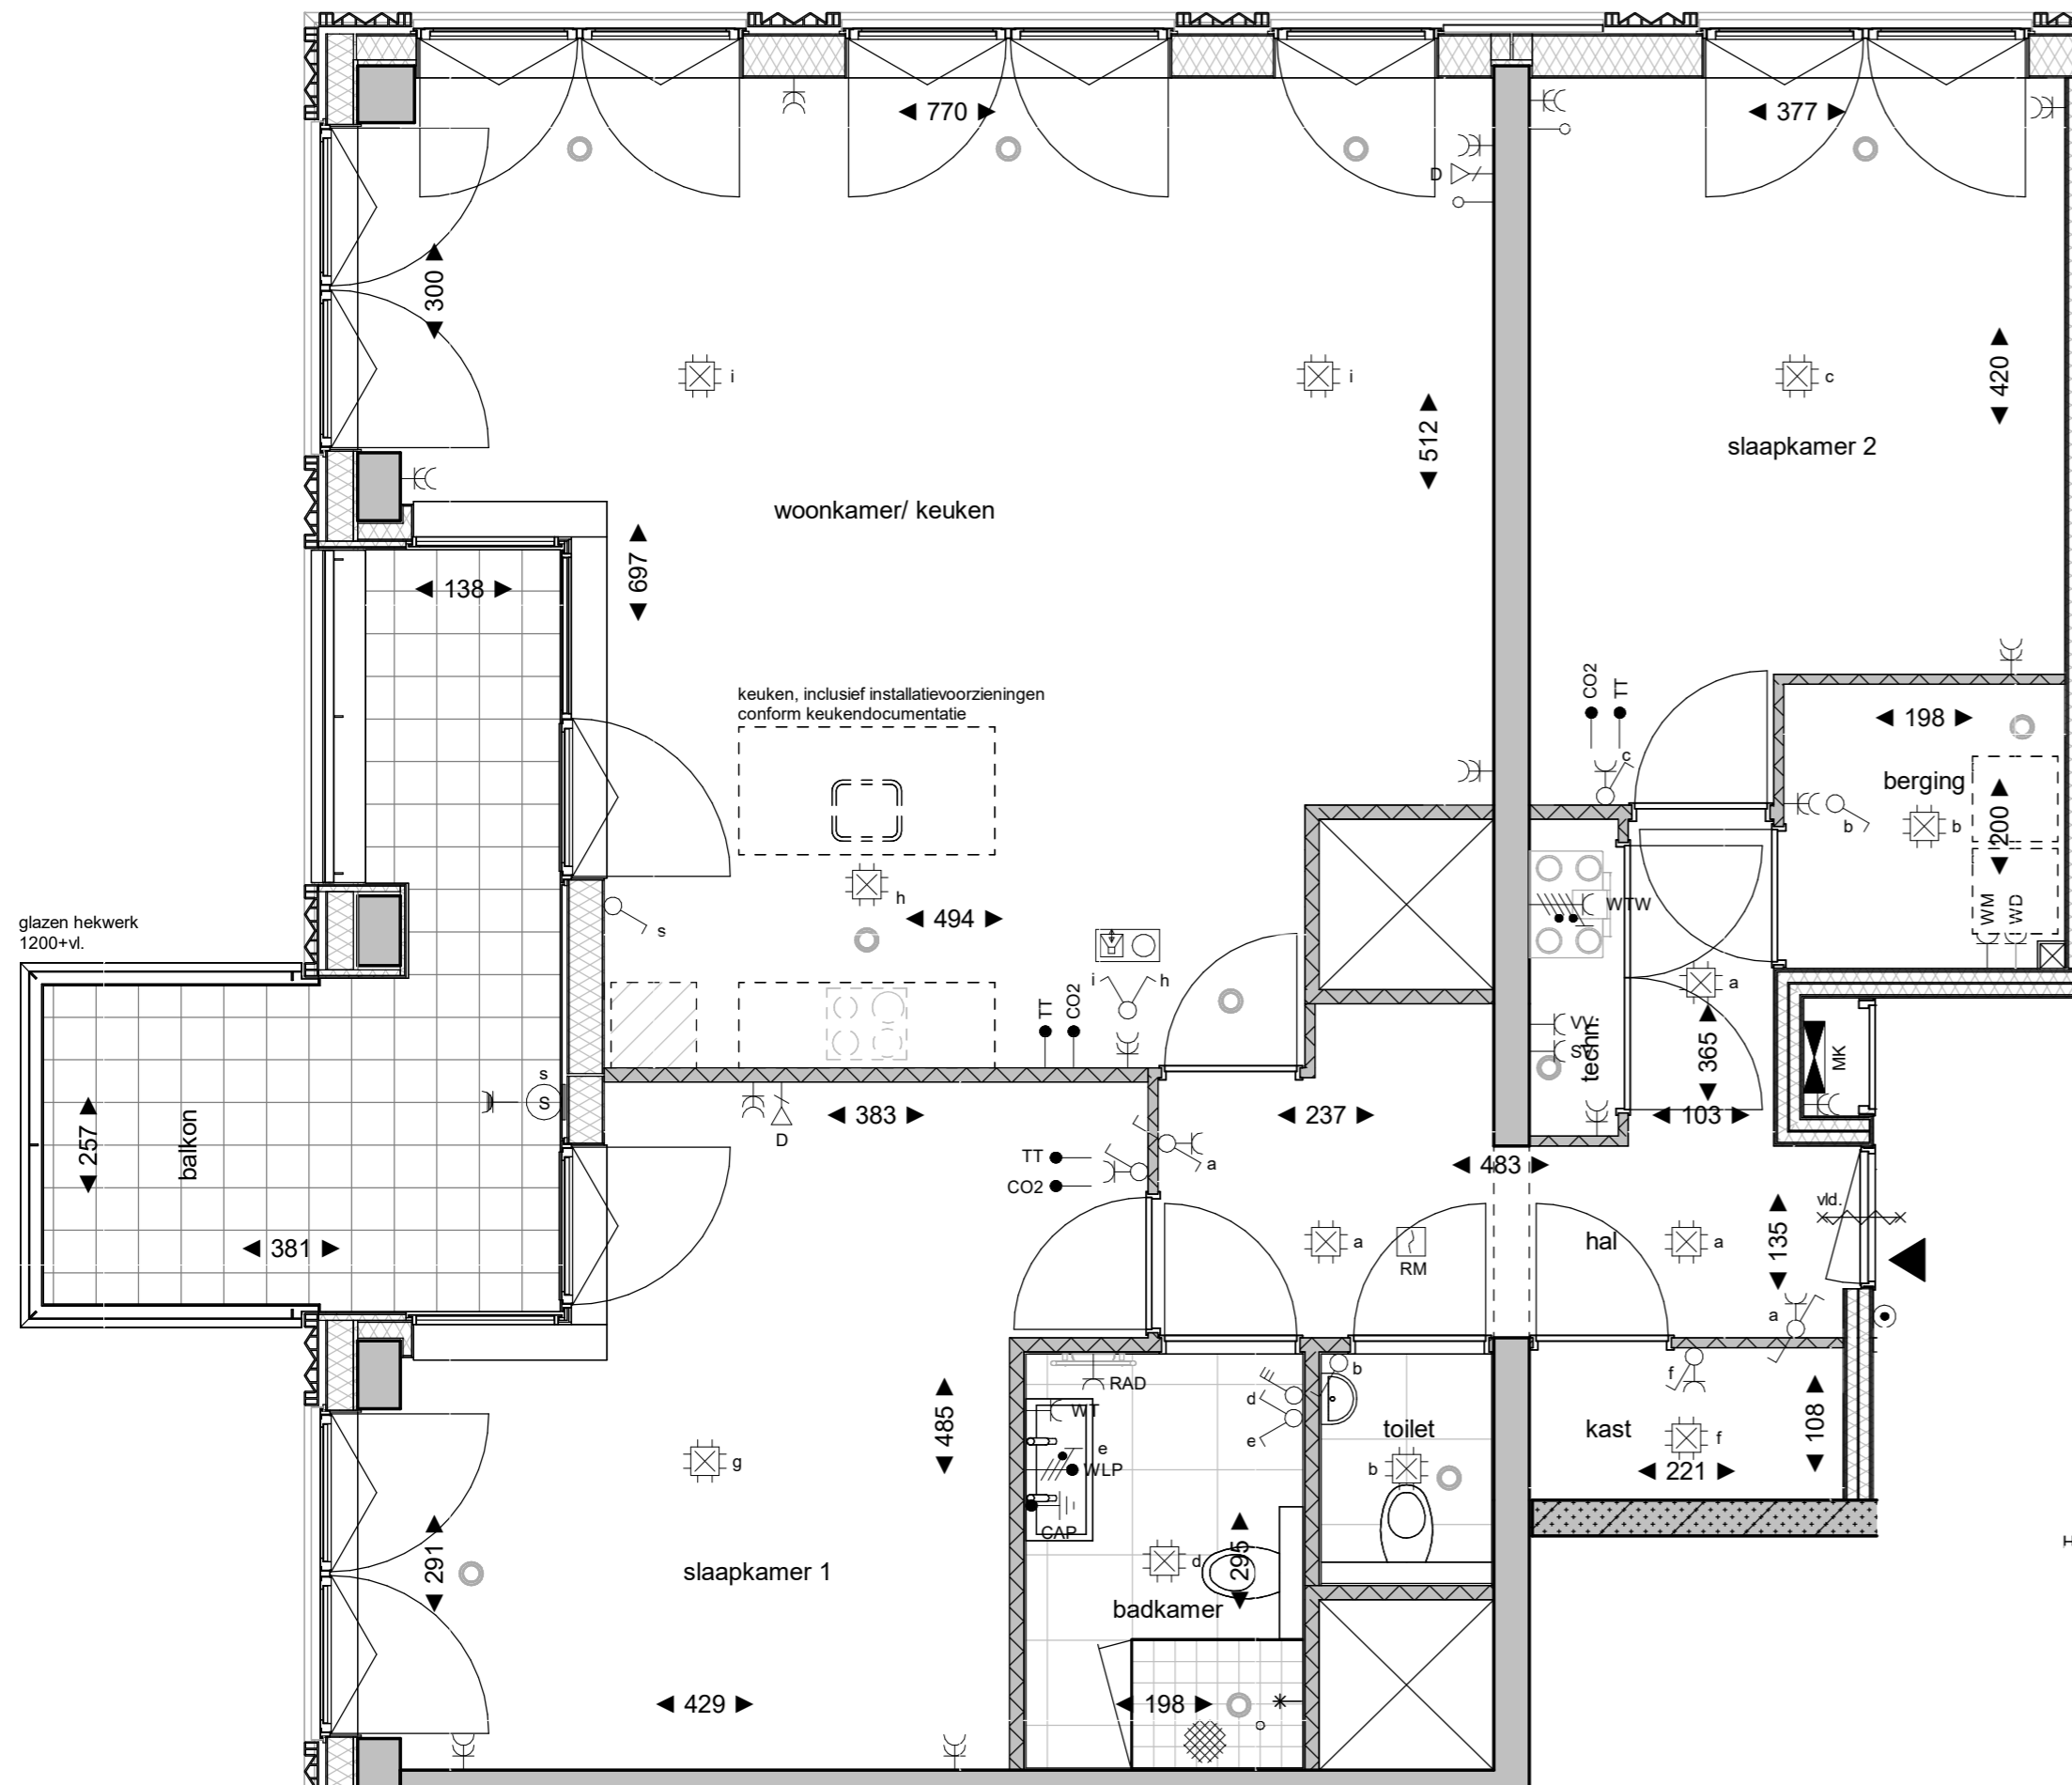 770
377
D
300
i
i
c
420
512
slaapkamer 2
woonkamer/ keuken
697
138
keuken, inclusief installatievoorzieningen
conform keukendocumentatie
CO2
TT
c
198
berging
b
b
200
WM
WD
h
494
WTW
s
glazen hekwerk
1200+vl.
i
h
TT
CO2
a
VV
SV
techn.
365
MK
s
S
257
balkon
D
383
237
103
TT
CO2
a
483
vld.
135
381
a
RM
hal
a
a
b
f
RAD
d
WT
e
e
WLP
CAP
485
toilet
b
kast
f
108
221
g
291
slaapkamer 1
d
295
badkamer
429
198